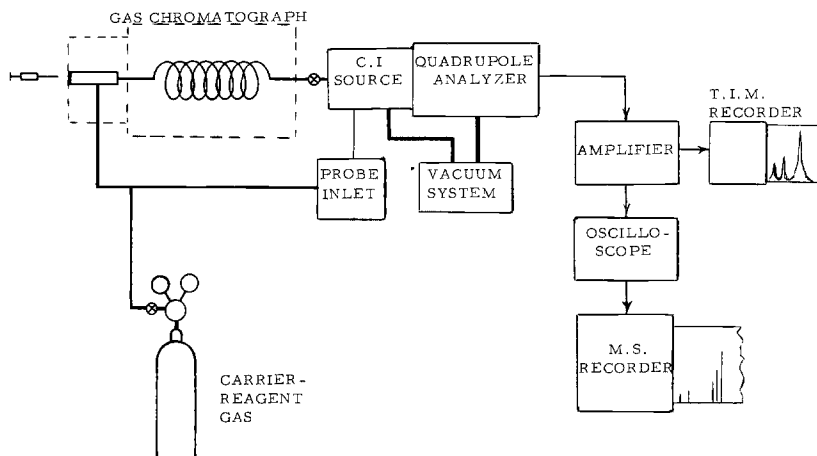 GAS CHROMATOGRAPH
C.I
SOURCE
QUADRUPOLE
ANALYZER
T.I.M.
RECORDER
AMPLIFIER
PROBE
INLET
VACUUM
SYSTEM
OSCILLO-
SCOPE
M.S.
RECORDER
CARRIER-
REAGENT
GAS